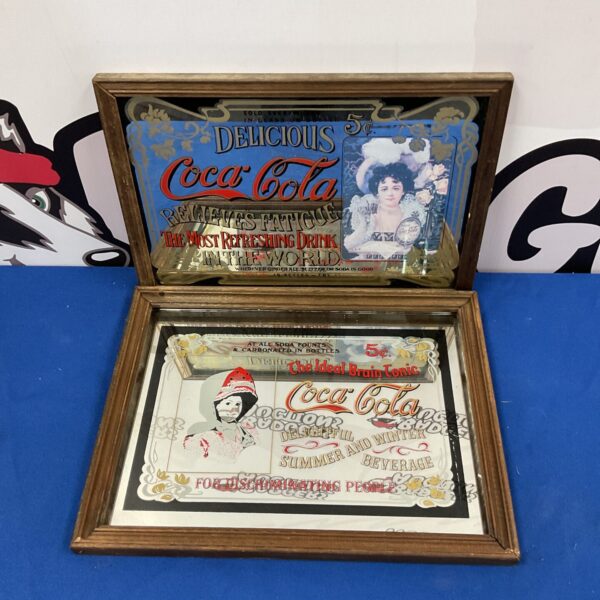 DELICIOUS 5¢
Coca-Cola
RELIEVES FATIGUE
THE MOST REFRESHING DRINK
IN THE WORLD
AT ALL SODA FOUNTS
& CARBONATED IN BOTTLES
5¢
The Ideal Brain Tonic
Coca-Cola
DELIGHTFUL
SUMMER AND WINTER
BEVERAGE
FOR DISCRIMINATING PEOPLE